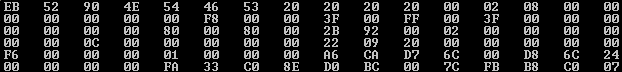 EB 52 90 4E 54 46 53 20 20 20 20 00 02 08 00 00
00 00 00 00 00 F8 00 00 3F 00 FF 00 3F 00 00 00
00 00 00 00 80 00 80 00 2B 92 00 02 00 00 00 00
00 00 0C 00 00 00 00 00 22 09 20 00 00 00 00 00
F6 00 00 00 01 00 00 00 A6 CA D7 6C 00 D8 6C 24
00 00 00 00 FA 33 C0 8E D0 BC 00 7C FB B8 C0 07